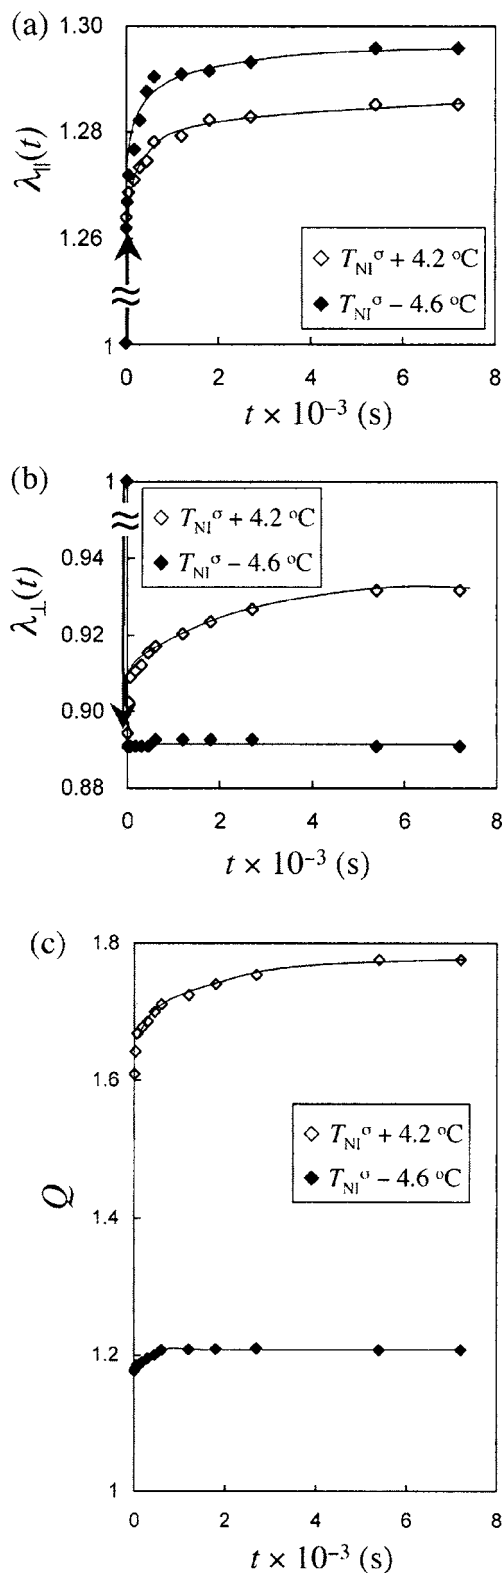 (a)
1.30
1.28
1.26
1
λ∥(t)
T_NI^σ + 4.2 °C
T_NI^σ − 4.6 °C
0 2 4 6 8
t × 10⁻³ (s)
(b)
1
0.94
0.92
0.90
0.88
λ⊥(t)
T_NI^σ + 4.2 °C
T_NI^σ − 4.6 °C
0 2 4 6 8
t × 10⁻³ (s)
(c)
1.8
1.6
1.4
1.2
1
Q
T_NI^σ + 4.2 °C
T_NI^σ − 4.6 °C
0 2 4 6 8
t × 10⁻³ (s)